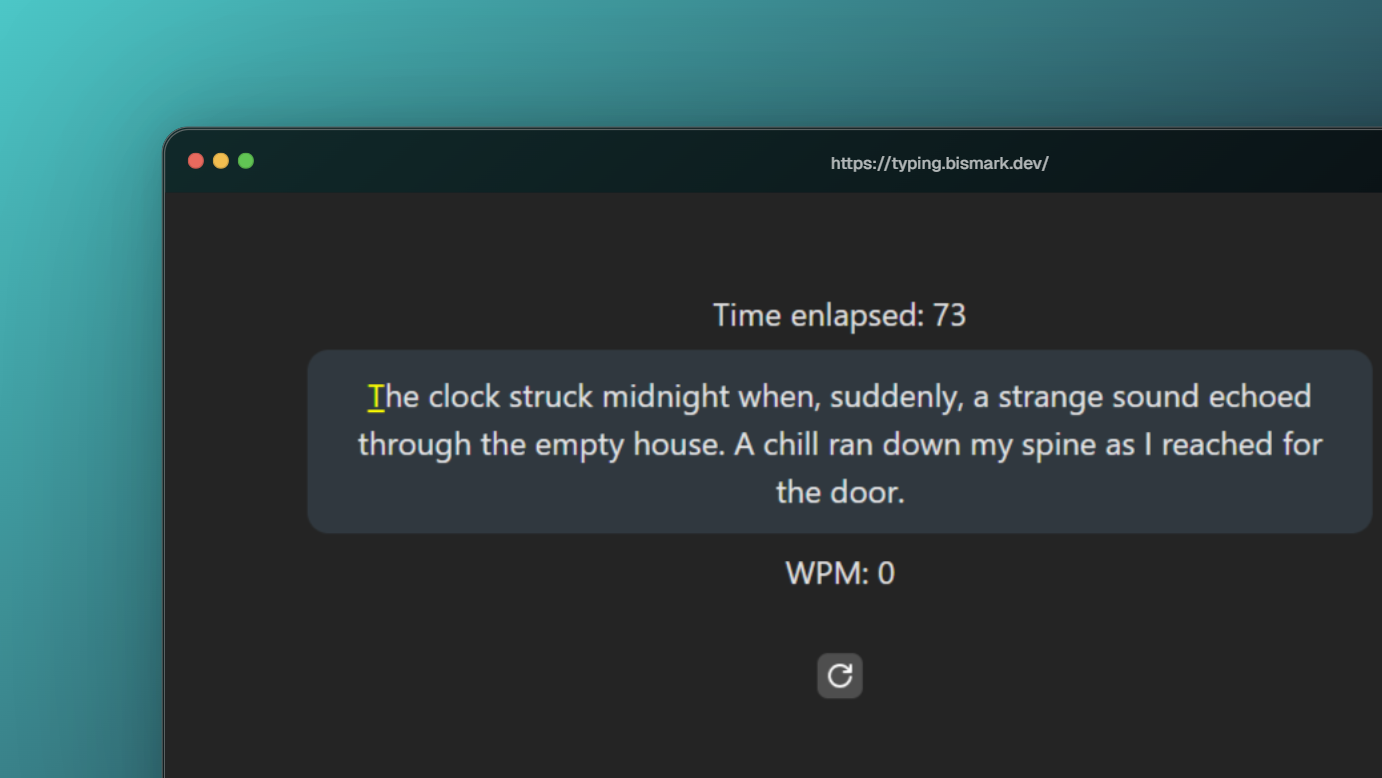 https://typing.bismark.dev/
Time enlapsed: 73
The clock struck midnight when, suddenly, a strange sound echoed
through the empty house. A chill ran down my spine as I reached for
the door.
WPM: 0